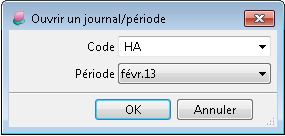 Ouvrir un journal/période
Code HA
Période févr.13
OK Annuler